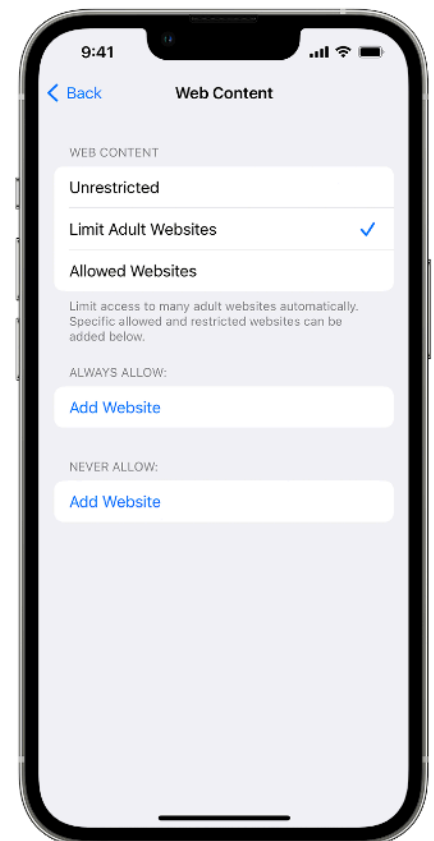 9:41
Back
Web Content
WEB CONTENT
Unrestricted
Limit Adult Websites
Allowed Websites
Limit access to many adult websites automatically.
Specific allowed and restricted websites can be
added below.
ALWAYS ALLOW:
Add Website
NEVER ALLOW:
Add Website